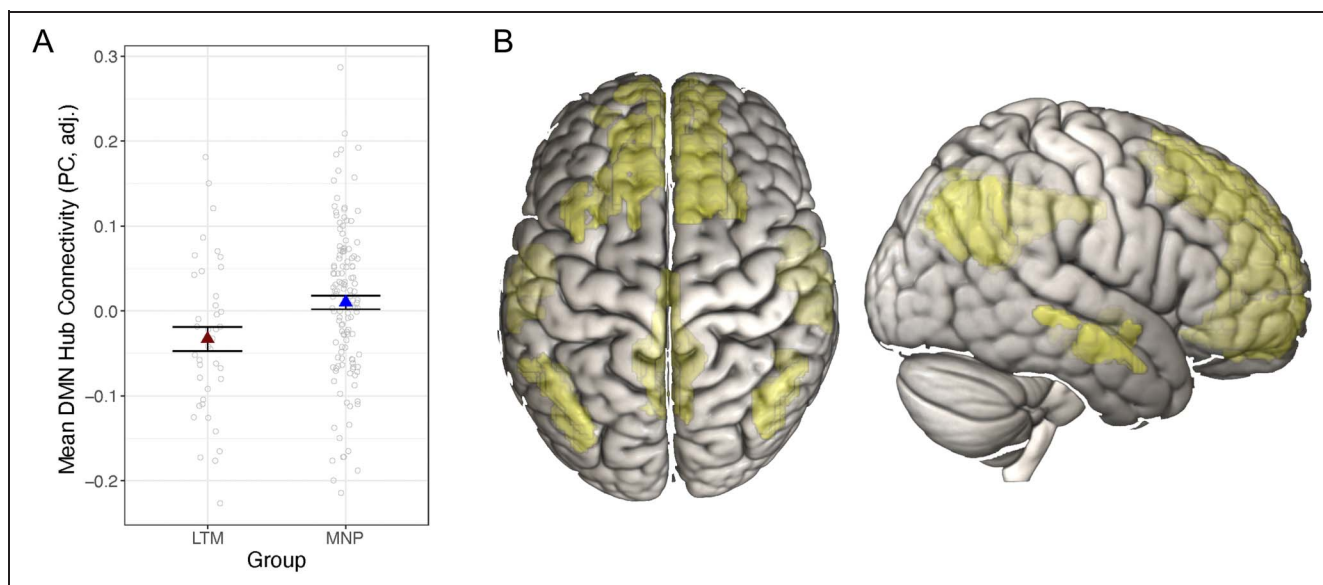 A
B
Mean DMN Hub Connectivity (PC, adj.)
0.3
0.2
0.1
0.0
−0.1
−0.2
LTM MNP
Group